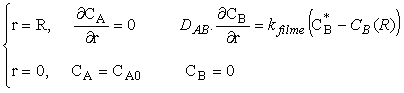 r = R, ∂C_A/∂r = 0 D_AB.∂C_B/∂r = k_filme(C_B^* − C_B(R))
r = 0, C_A = C_A0 C_B = 0